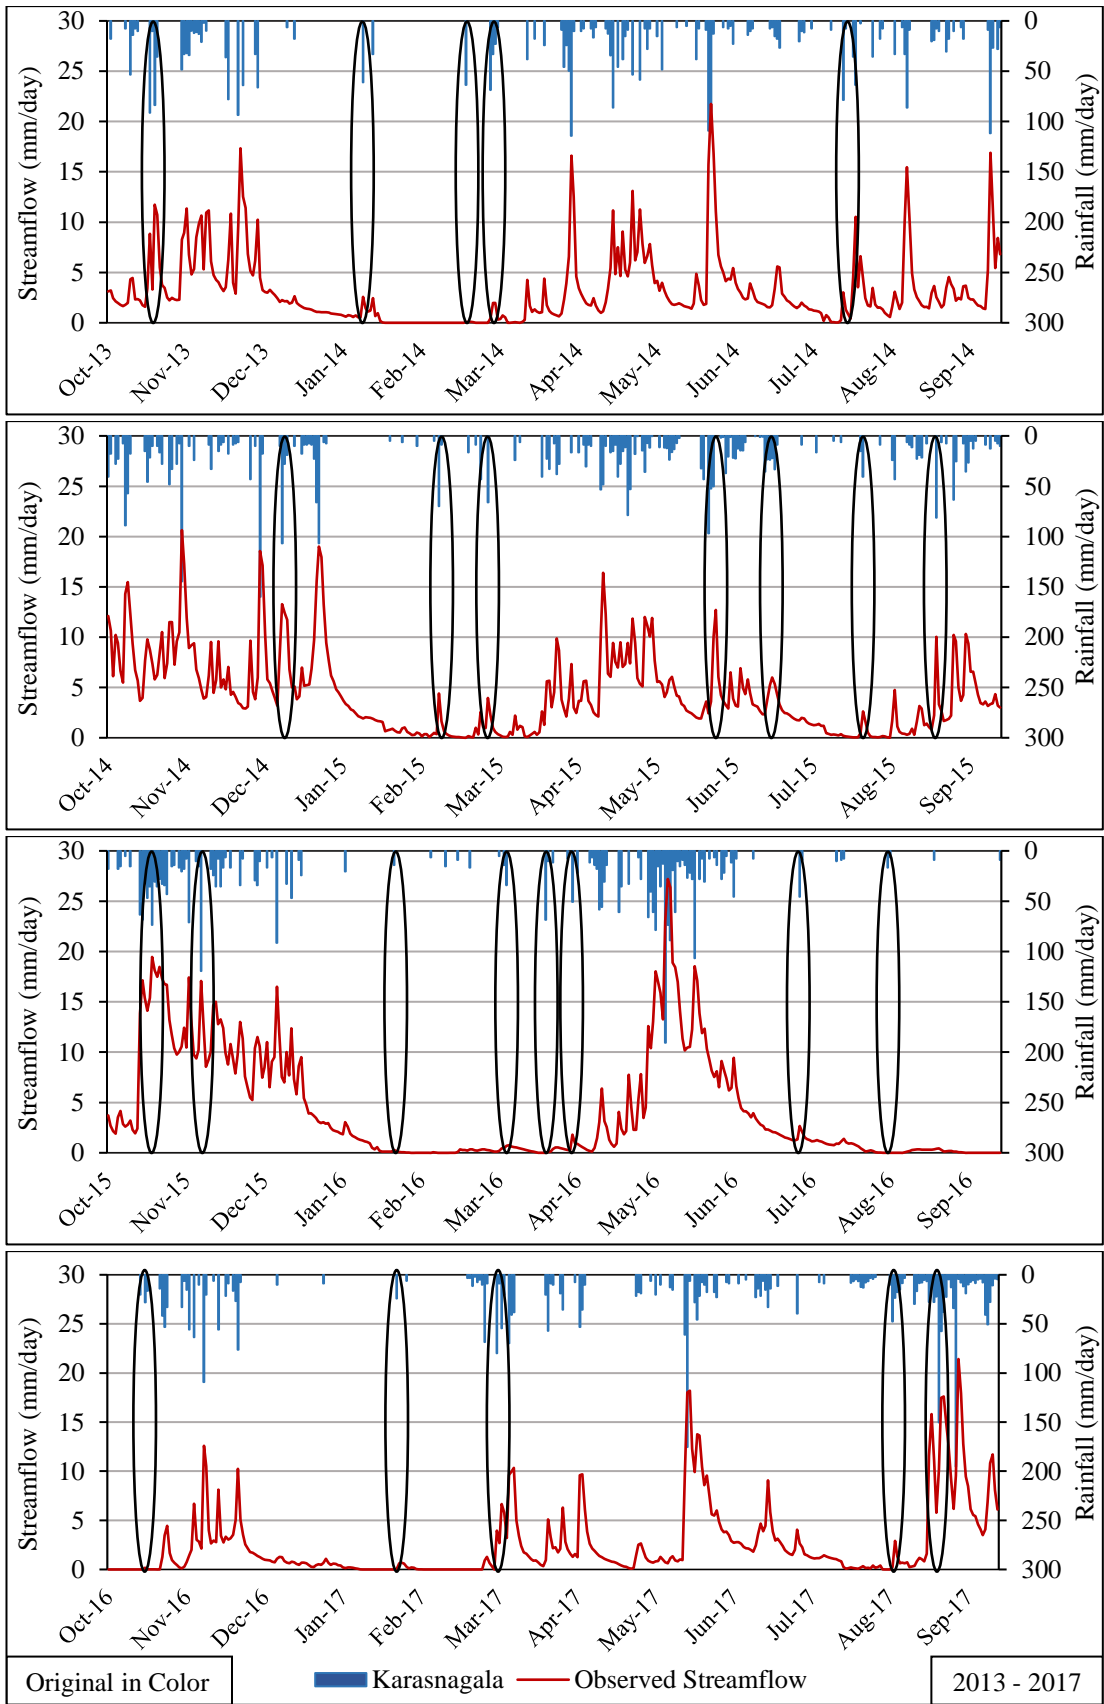 30 0
25 50
20 100
15 150
10 200
5 250
0 300
Streamflow (mm/day)
Rainfall (mm/day)
Oct-13 Nov-13 Dec-13 Jan-14 Feb-14 Mar-14 Apr-14 May-14 Jun-14 Jul-14 Aug-14 Sep-14
30 0
25 50
20 100
15 150
10 200
5 250
0 300
Streamflow (mm/day)
Rainfall (mm/day)
Oct-14 Nov-14 Dec-14 Jan-15 Feb-15 Mar-15 Apr-15 May-15 Jun-15 Jul-15 Aug-15 Sep-15
30 0
25 50
20 100
15 150
10 200
5 250
0 300
Streamflow (mm/day)
Rainfall (mm/day)
Oct-15 Nov-15 Dec-15 Jan-16 Feb-16 Mar-16 Apr-16 May-16 Jun-16 Jul-16 Aug-16 Sep-16
30 0
25 50
20 100
15 150
10 200
5 250
0 300
Streamflow (mm/day)
Rainfall (mm/day)
Oct-16 Nov-16 Dec-16 Jan-17 Feb-17 Mar-17 Apr-17 May-17 Jun-17 Jul-17 Aug-17 Sep-17
Original in Color Karasnagala Observed Streamflow 2013 - 2017